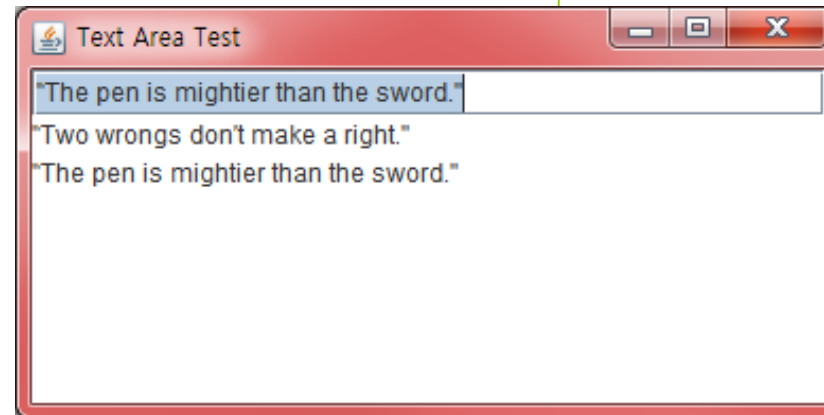 Text Area Test
"The pen is mightier than the sword."
"Two wrongs don't make a right."
"The pen is mightier than the sword."